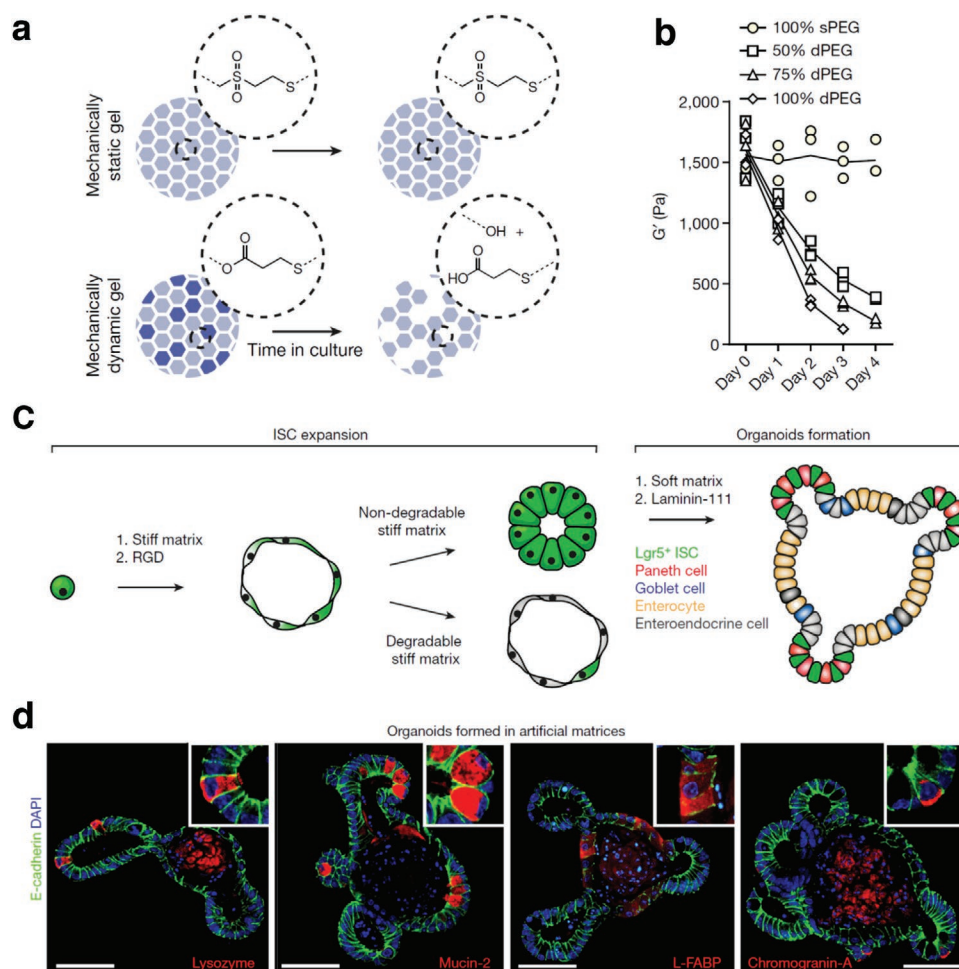 a
Mechanically
static gel
O
S
O
S
O
S
O
S
Mechanically
dynamic gel
O
O
S
Time in culture
OH +
O
HO
S
b
100% sPEG
50% dPEG
75% dPEG
100% dPEG
2,000
1,500
1,000
500
0
G′ (Pa)
Day 0
Day 1
Day 2
Day 3
Day 4
c
ISC expansion
Organoids formation
1. Stiff matrix
2. RGD
Non-degradable
stiff matrix
Degradable
stiff matrix
1. Soft matrix
2. Laminin-111
Lgr5⁺ ISC
Paneth cell
Goblet cell
Enterocyte
Enteroendocrine cell
d
Organoids formed in artificial matrices
E-cadherin DAPI
Lysozyme
Mucin-2
L-FABP
Chromogranin-A